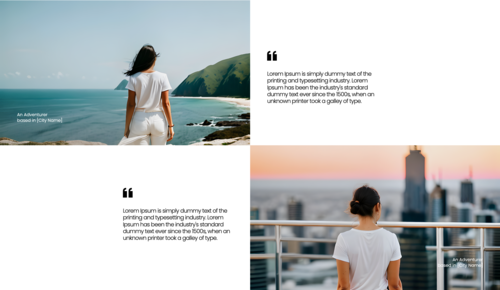 An Adventurer
based in [City Name]
“
Lorem Ipsum is simply dummy text of the
printing and typesetting industry. Lorem
Ipsum has been the industry's standard
dummy text ever since the 1500s, when an
unknown printer took a galley of type.
“
Lorem Ipsum is simply dummy text of the
printing and typesetting industry. Lorem
Ipsum has been the industry's standard
dummy text ever since the 1500s, when an
unknown printer took a galley of type.
An Adventurer
based in [City Name]